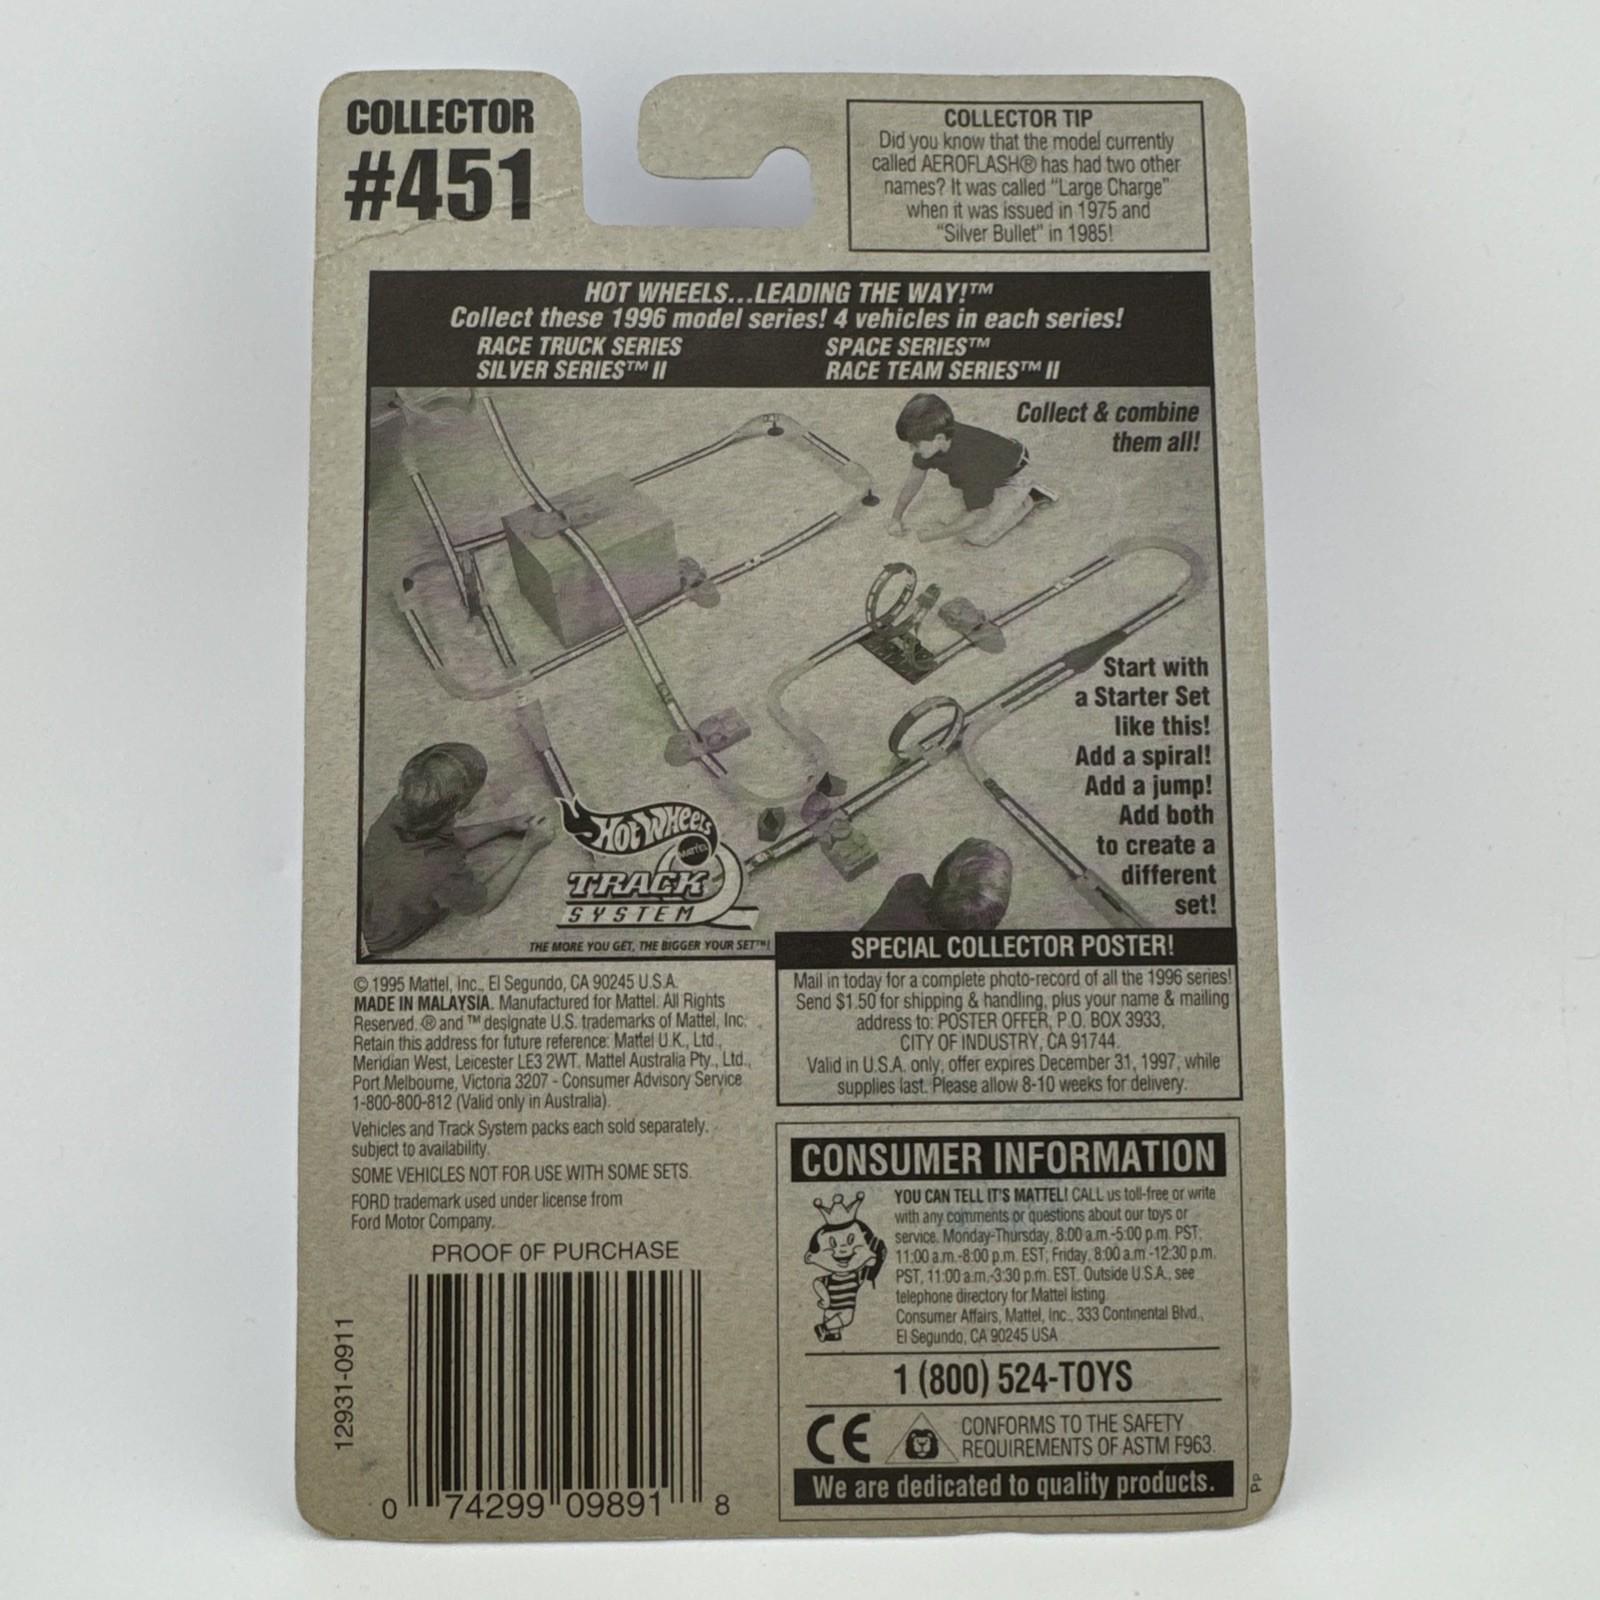 COLLECTOR
#451
COLLECTOR TIP
Did you know that the model currently
called AEROFLASH® has had two other
names? It was called "Large Charge"
when it was issued in 1975 and
"Silver Bullet" in 1985!
HOT WHEELS...LEADING THE WAY!™
Collect these 1996 model series! 4 vehicles in each series!
RACE TRUCK SERIES
SILVER SERIES™ II
SPACE SERIES™
RACE TEAM SERIES™ II
Collect & combine
them all!
Start with
a Starter Set
like this!
Add a spiral!
Add a jump!
Add both
to create a
different
set!
HOT WHEELS
MATTEL
TRACK
SYSTEM
THE MORE YOU GET, THE BIGGER YOUR SET™!
© 1995 Mattel, Inc., El Segundo, CA 90245 U.S.A.
MADE IN MALAYSIA. Manufactured for Mattel. All Rights
Reserved. ® and ™ designate U.S. trademarks of Mattel, Inc.
Retain this address for future reference: Mattel U.K., Ltd.,
Meridian West, Leicester LE3 2WT. Mattel Australia Pty., Ltd.,
Port Melbourne, Victoria 3207 - Consumer Advisory Service
1-800-800-812 (Valid only in Australia).
Vehicles and Track System packs each sold separately,
subject to availability.
SOME VEHICLES NOT FOR USE WITH SOME SETS.
FORD trademark used under license from
Ford Motor Company.
PROOF OF PURCHASE
0 74299 09891 8
12931-0911
SPECIAL COLLECTOR POSTER!
Mail in today for a complete photo-record of all the 1996 series!
Send $1.50 for shipping & handling, plus your name & mailing
address to: POSTER OFFER, P.O. BOX 3933,
CITY OF INDUSTRY, CA 91744.
Valid in U.S.A. only, offer expires December 31, 1997, while
supplies last. Please allow 8-10 weeks for delivery.
CONSUMER INFORMATION
YOU CAN TELL IT'S MATTEL! CALL us toll-free or write
with any comments or questions about our toys or
service. Monday-Thursday, 8:00 a.m.-5:00 p.m. PST;
11:00 a.m.-8:00 p.m. EST; Friday, 8:00 a.m.-12:30 p.m.
PST, 11:00 a.m.-3:30 p.m. EST. Outside U.S.A., see
telephone directory for Mattel listing.
Consumer Affairs, Mattel, Inc., 333 Continental Blvd.,
El Segundo, CA 90245 USA
1 (800) 524-TOYS
CE
CONFORMS TO THE SAFETY
REQUIREMENTS OF ASTM F963.
We are dedicated to quality products.
Pp